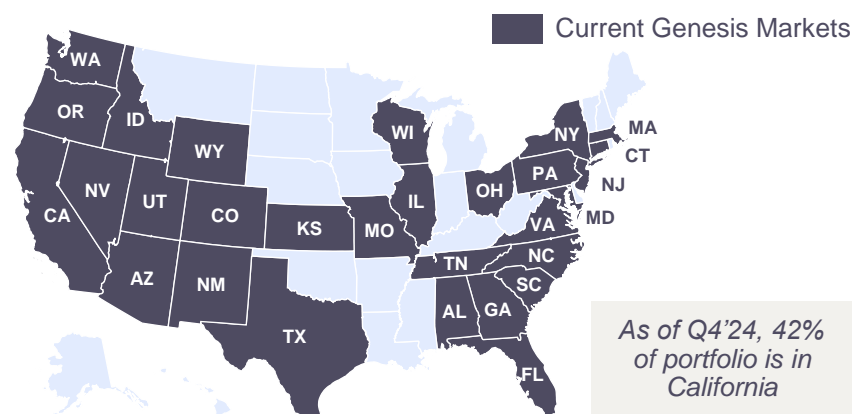 Current Genesis Markets
WA
OR
ID
WY
NV
UT
CO
CA
AZ
NM
KS
MO
TX
WI
IL
OH
TN
AL
GA
FL
SC
NC
VA
PA
NY
MA
CT
NJ
MD
As of Q4’24, 42%
of portfolio is in
California